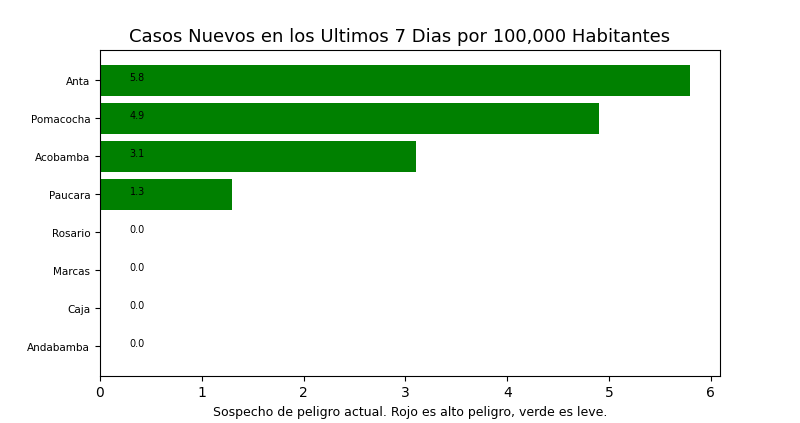 Casos Nuevos en los Ultimos 7 Dias por 100,000 Habitantes
Anta 5.8
Pomacocha 4.9
Acobamba 3.1
Paucara 1.3
Rosario 0.0
Marcas 0.0
Caja 0.0
Andabamba 0.0
0 1 2 3 4 5 6
Sospecho de peligro actual. Rojo es alto peligro, verde es leve.